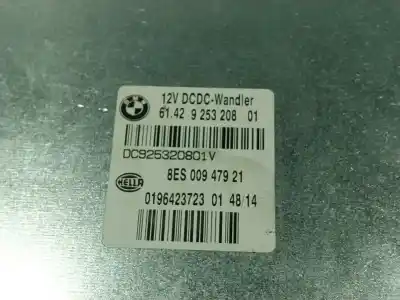 12V DCDC-Wandler
61.42 9 253 208 01
DC925320801V
HELLA 8ES 009 479 21
0196423723 01 48 14